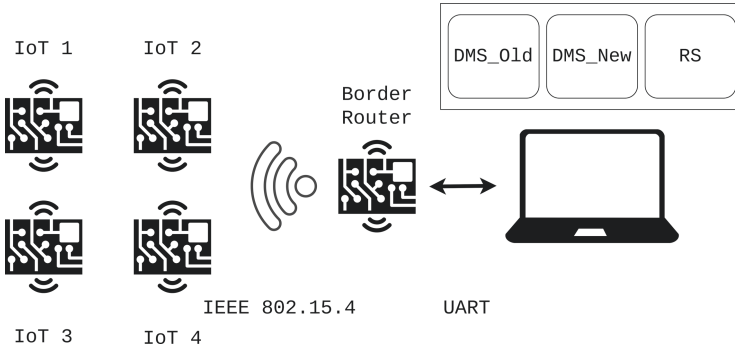 IoT 1
IoT 2
Border
Router
DMS_Old
DMS_New
RS
IEEE 802.15.4
UART
IoT 3
IoT 4